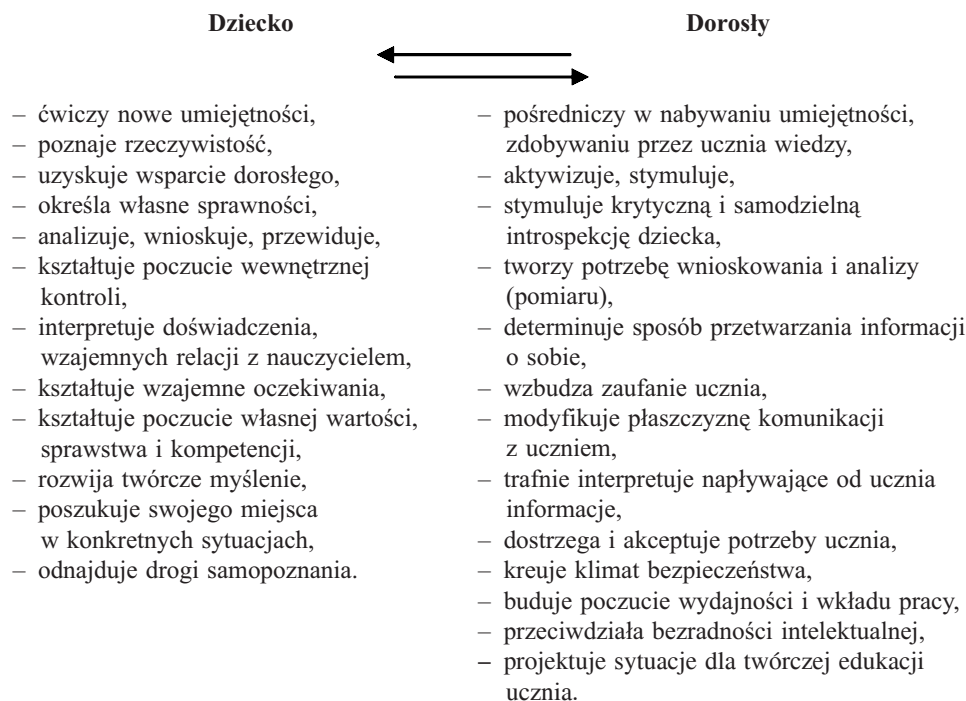 Dziecko
– ćwiczy nowe umiejętności,
– poznaje rzeczywistość,
– uzyskuje wsparcie dorosłego,
– określa własne sprawności,
– analizuje, wnioskuje, przewiduje,
– kształtuje poczucie wewnętrznej
kontroli,
– interpretuje doświadczenia,
wzajemnych relacji z nauczycielem,
– kształtuje wzajemne oczekiwania,
– kształtuje poczucie własnej wartości,
sprawstwa i kompetencji,
– rozwija twórcze myślenie,
– poszukuje swojego miejsca
w konkretnych sytuacjach,
– odnajduje drogi samopoznania.
Dorosły
– pośredniczy w nabywaniu umiejętności,
zdobywaniu przez ucznia wiedzy,
– aktywizuje, stymuluje,
– stymuluje krytyczną i samodzielną
introspekcję dziecka,
– tworzy potrzebę wnioskowania i analizy
(pomiaru),
– determinuje sposób przetwarzania informacji
o sobie,
– wzbudza zaufanie ucznia,
– modyfikuje płaszczyznę komunikacji
z uczniem,
– trafnie interpretuje napływające od ucznia
informacje,
– dostrzega i akceptuje potrzeby ucznia,
– kreuje klimat bezpieczeństwa,
– buduje poczucie wydajności i wkładu pracy,
– przeciwdziała bezradności intelektualnej,
– projektuje sytuacje dla twórczej edukacji
ucznia.